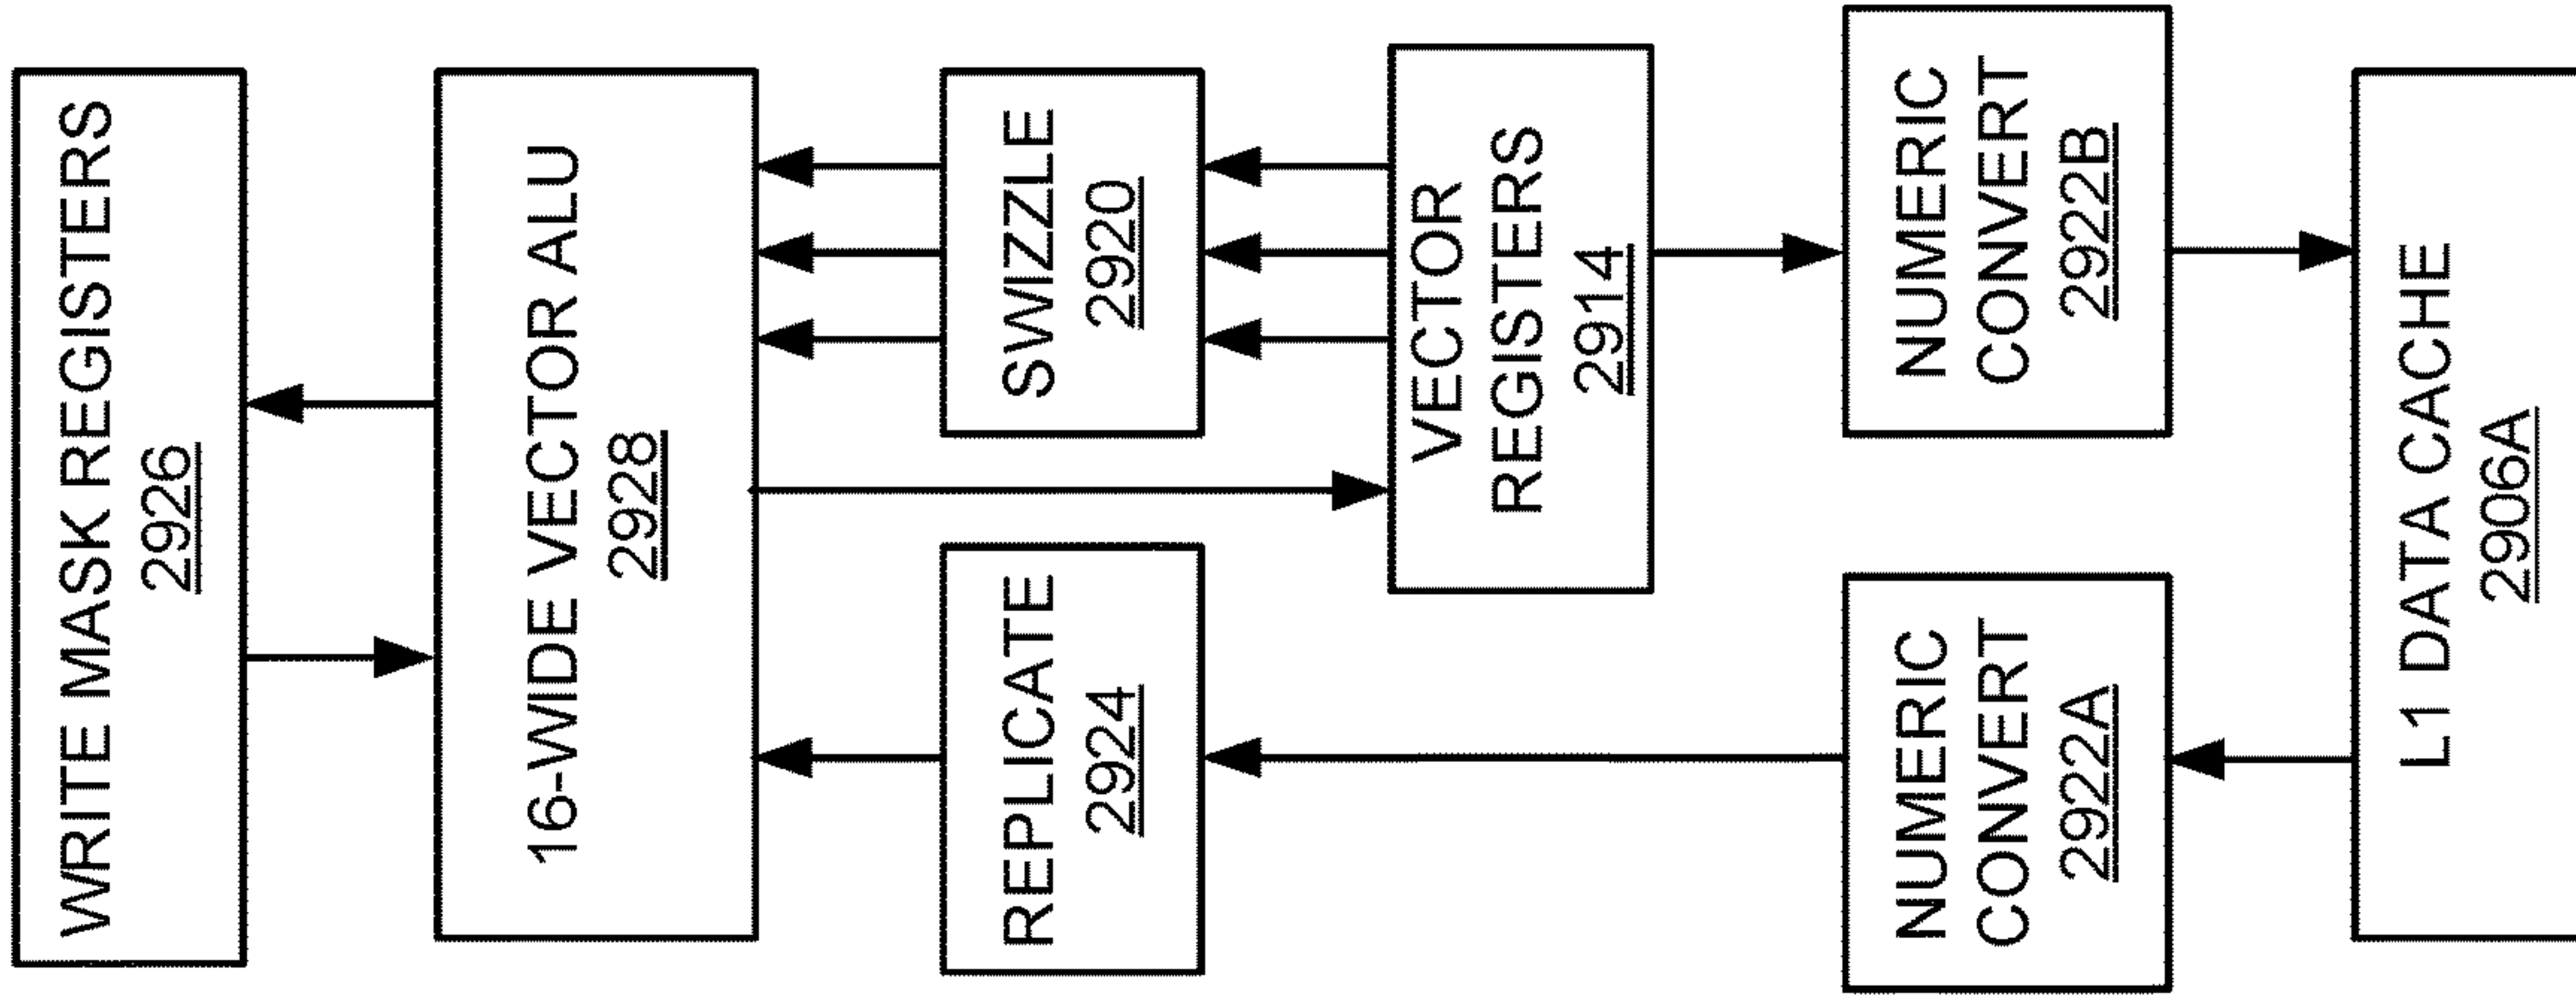 WRITE MASK REGISTERS
2926
16-WIDE VECTOR ALU
2928
REPLICATE
2924
SWIZZLE
2920
VECTOR
REGISTERS
2914
NUMERIC
CONVERT
2922A
NUMERIC
CONVERT
2922B
L1 DATA CACHE
2906A